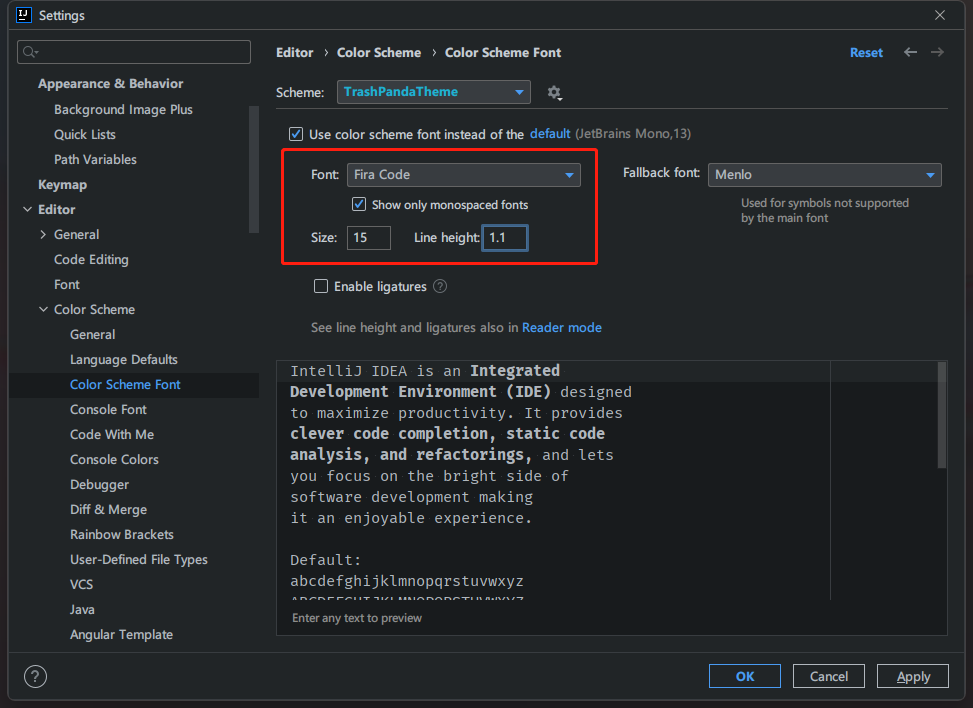 IJ Settings
Appearance & Behavior
Background Image Plus
Quick Lists
Path Variables
Keymap
Editor
General
Code Editing
Font
Color Scheme
General
Language Defaults
Color Scheme Font
Console Font
Code With Me
Console Colors
Debugger
Diff & Merge
Rainbow Brackets
User-Defined File Types
VCS
Java
Angular Template
Editor › Color Scheme › Color Scheme Font
Reset
Scheme: TrashPandaTheme
Use color scheme font instead of the default (JetBrains Mono,13)
Font: Fira Code
Fallback font: Menlo
Show only monospaced fonts
Used for symbols not supported
by the main font
Size: 15 Line height: 1.1
Enable ligatures ?
See line height and ligatures also in Reader mode
IntelliJ IDEA is an Integrated
Development Environment (IDE) designed
to maximize productivity. It provides
clever code completion, static code
analysis, and refactorings, and lets
you focus on the bright side of
software development making
it an enjoyable experience.
Default:
abcdefghijklmnopqrstuvwxyz
ABCDEFGHIJKLMNOPQRSTUVWXYZ
Enter any text to preview
? OK Cancel Apply